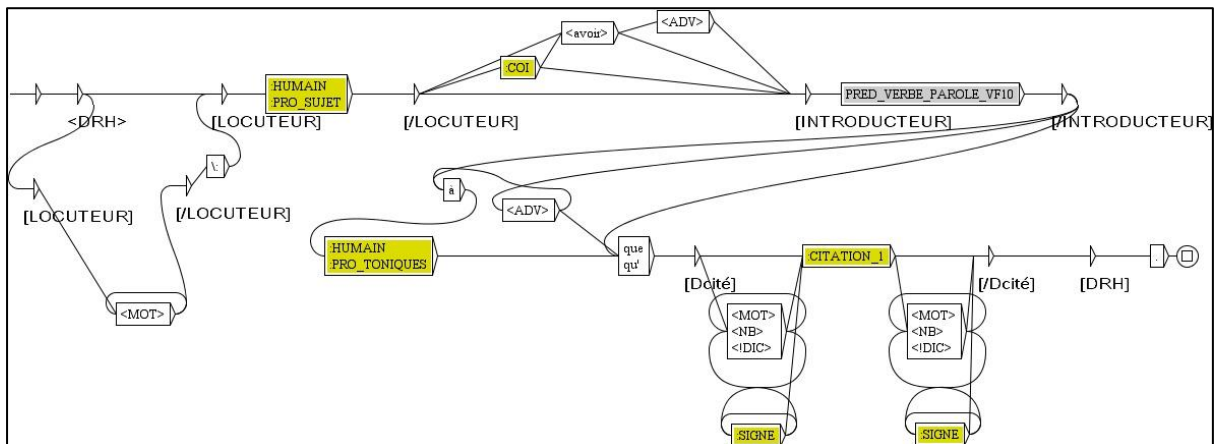 <ADV>
<avoir>
:COI
:HUMAIN
:PRO_SUJET
PRED_VERBE_PAROLE_VF10
<DRH>
[LOCUTEUR]
[/LOCUTEUR]
[INTRODUCTEUR]
[/INTRODUCTEUR]
\:
[LOCUTEUR]
[/LOCUTEUR]
<MOT>
à
<ADV>
:HUMAIN
:PRO_TONIQUES
que
qu'
:CITATION_1
.
[Dcité]
[/Dcité]
[DRH]
<MOT>
<NB>
<!DIC>
<MOT>
<NB>
<!DIC>
:SIGNE
:SIGNE